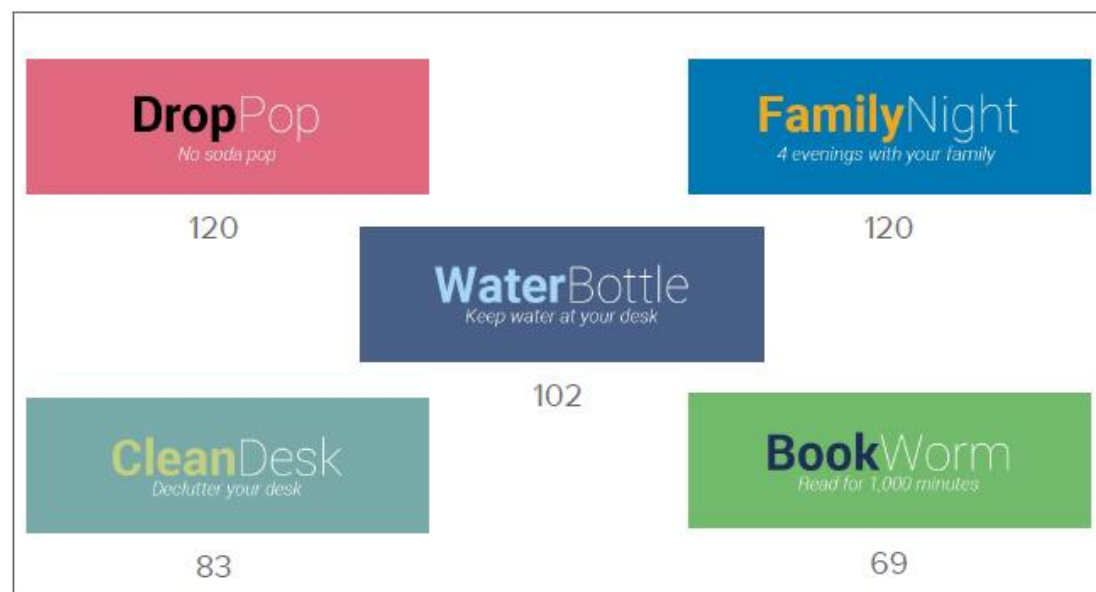 DropPop
No soda pop
120
FamilyNight
4 evenings with your family
120
WaterBottle
Keep water at your desk
102
CleanDesk
Declutter your desk
83
BookWorm
Read for 1,000 minutes
69